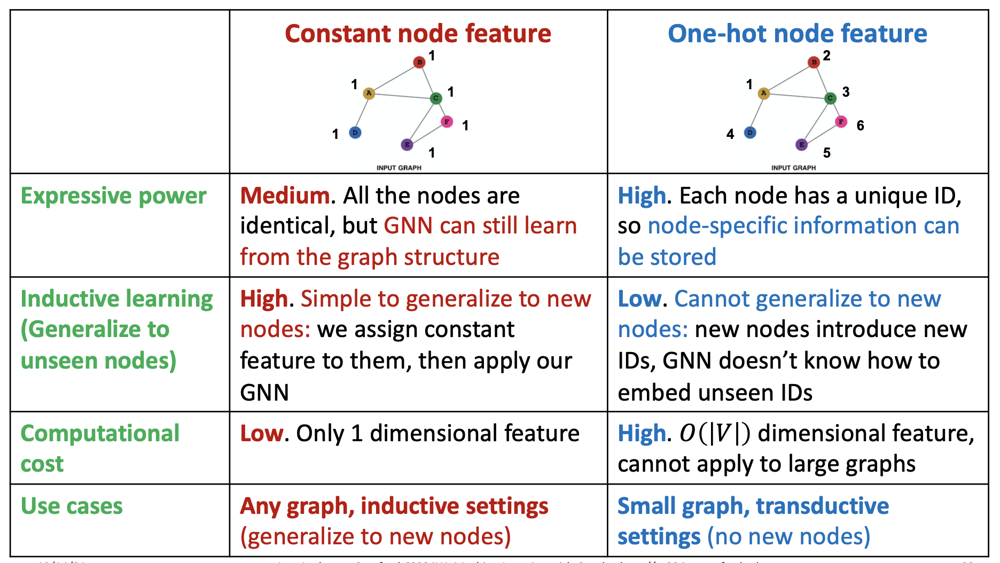 Constant node feature
One-hot node feature
1
B
1
A
1
C
1
F
1
D
1
E
INPUT GRAPH
2
B
1
A
3
C
6
F
4
D
5
E
INPUT GRAPH
Expressive power
Medium. All the nodes are
identical, but GNN can still learn
from the graph structure
High. Each node has a unique ID,
so node-specific information can
be stored
Inductive learning
(Generalize to
unseen nodes)
High. Simple to generalize to new
nodes: we assign constant
feature to them, then apply our
GNN
Low. Cannot generalize to new
nodes: new nodes introduce new
IDs, GNN doesn’t know how to
embed unseen IDs
Computational
cost
Low. Only 1 dimensional feature
High. O(|V|) dimensional feature,
cannot apply to large graphs
Use cases
Any graph, inductive settings
(generalize to new nodes)
Small graph, transductive
settings (no new nodes)